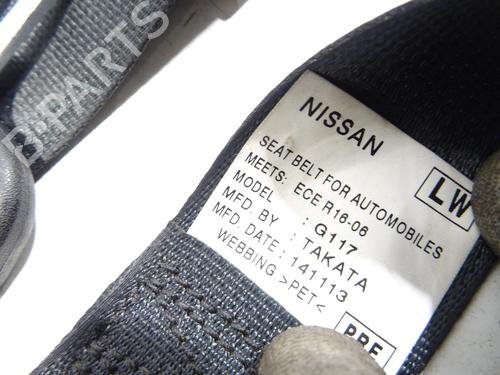 B-PARTS
NISSAN
SEAT BELT FOR AUTOMOBILES
MEETS: ECE R16-06
MODEL : G117
MFD BY : TAKATA
MFD. DATE: 141113
WEBBING >PET<
LW
PRE